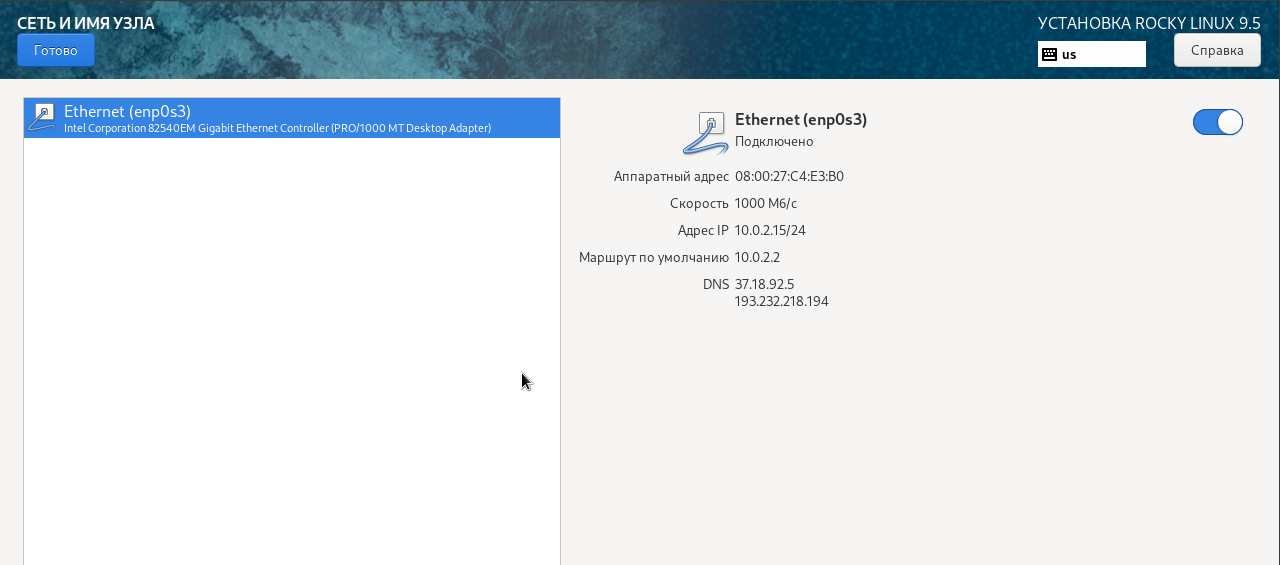 СЕТЬ И ИМЯ УЗЛА
УСТАНОВКА ROCKY LINUX 9.5
Готово
us
Справка
Ethernet (enp0s3)
Intel Corporation 82540EM Gigabit Ethernet Controller (PRO/1000 MT Desktop Adapter)
Ethernet (enp0s3)
Подключено
Аппаратный адрес 08:00:27:C4:E3:B0
Скорость 1000 Мб/с
Адрес IP 10.0.2.15/24
Маршрут по умолчанию 10.0.2.2
DNS 37.18.92.5
193.232.218.194